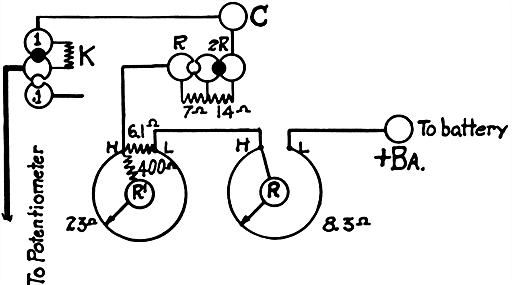 C
1
R 2R
K
.1
7Ω 14Ω
6.1Ω
H L
H L
To battery
+BA.
400Ω
R'
R
23Ω
8.3Ω
To Potentiometer